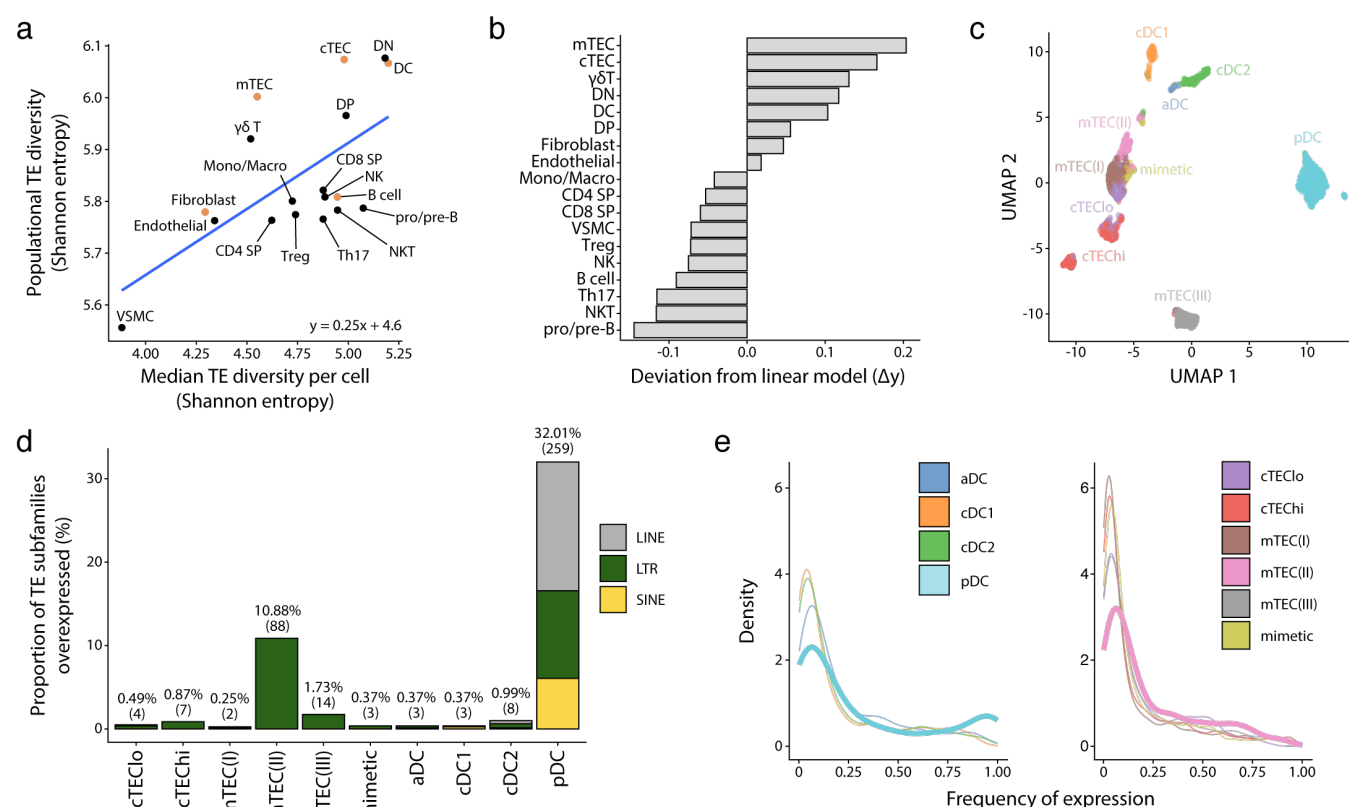 a
Populational TE diversity
(Shannon entropy)
6.1
6.0
5.9
5.8
5.7
5.6
cTEC
DN
DC
mTEC
DP
γδ T
Mono/Macro
CD8 SP
NK
B cell
Fibroblast
pro/pre-B
Endothelial
CD4 SP
Treg
Th17
NKT
VSMC
y = 0.25x + 4.6
4.00
4.25
4.50
4.75
5.00
5.25
Median TE diversity per cell
(Shannon entropy)
b
mTEC
cTEC
γδT
DN
DC
DP
Fibroblast
Endothelial
Mono/Macro
CD4 SP
CD8 SP
VSMC
Treg
NK
B cell
Th17
NKT
pro/pre-B
-0.1
0.0
0.1
0.2
Deviation from linear model (Δy)
c
UMAP 2
10
5
0
-5
-10
cDC1
cDC2
aDC
mTEC(II)
pDC
mTEC(I)
mimetic
cTEClo
cTEChi
mTEC(III)
-10
-5
0
5
10
UMAP 1
d
Proportion of TE subfamilies
overexpressed (%)
30
20
10
0
0.49%
(4)
0.87%
(7)
0.25%
(2)
10.88%
(88)
1.73%
(14)
0.37%
(3)
0.37%
(3)
0.37%
(3)
0.99%
(8)
32.01%
(259)
cTEClo
cTEChi
mTEC(I)
mTEC(II)
mTEC(III)
mimetic
aDC
cDC1
cDC2
pDC
LINE
LTR
SINE
e
Density
6
4
2
0
aDC
cDC1
cDC2
pDC
0
0.25
0.50
0.75
1.00
6
4
2
0
cTEClo
cTEChi
mTEC(I)
mTEC(II)
mTEC(III)
mimetic
0
0.25
0.50
0.75
1.00
Frequency of expression